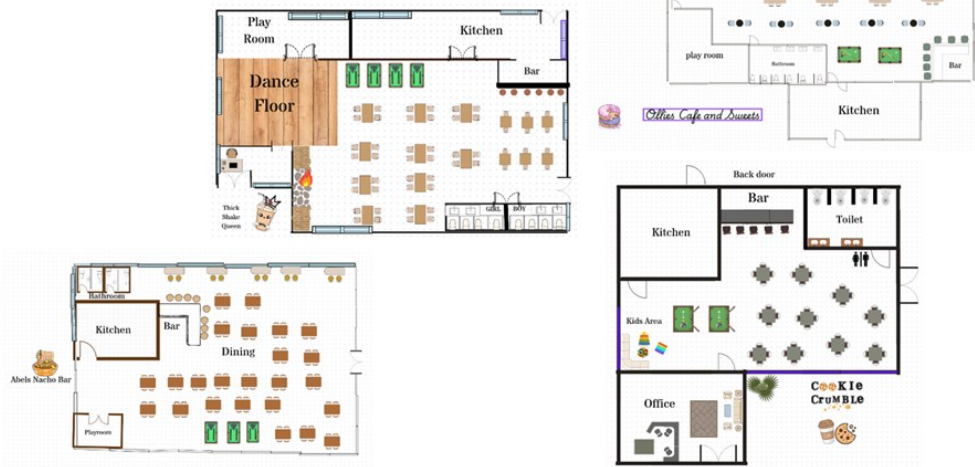 Play
Room
Kitchen
Dance
Floor
Bar
GIRL
BOY
Thick
Shake
Queen
play room
Bathroom
Bar
Kitchen
Ollies Cafe and Sweets
Bathroom
Kitchen
Bar
Dining
Abels Nacho Bar
Playroom
Back door
Kitchen
Bar
Toilet
Kids Area
Office
COOKIE
CRUMBLE